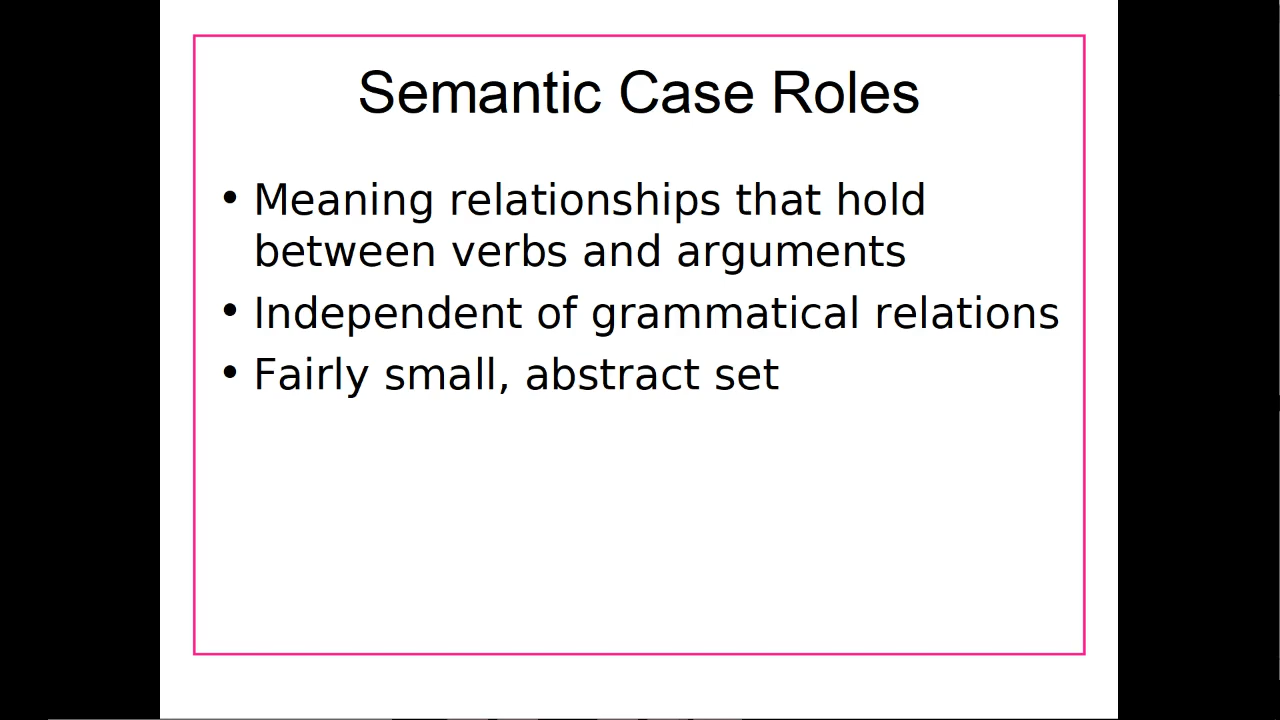 Semantic Case Roles
• Meaning relationships that hold
between verbs and arguments
• Independent of grammatical relations
• Fairly small, abstract set